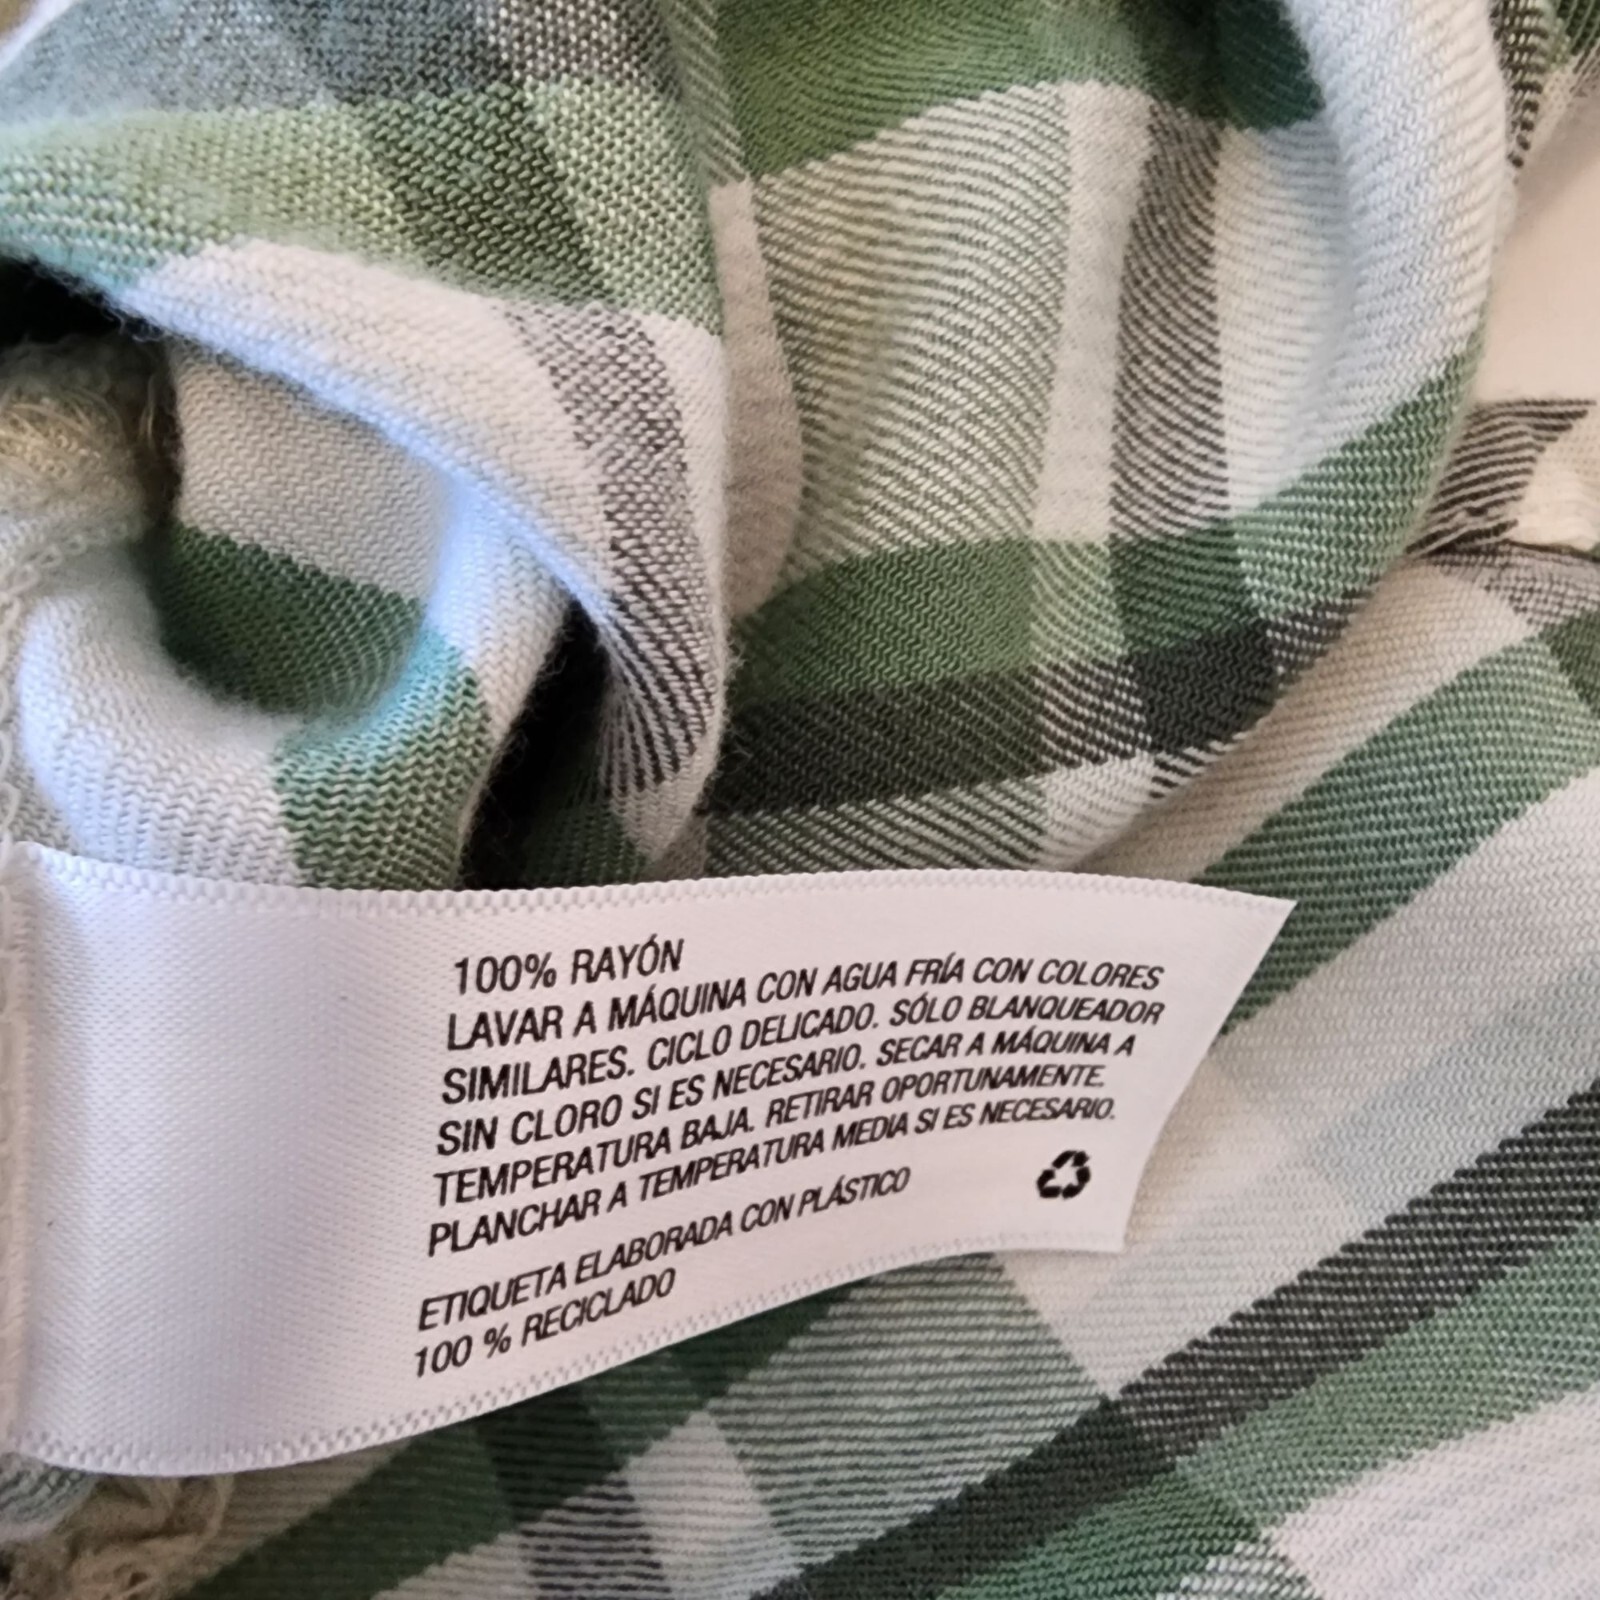 100% RAYÓN
LAVAR A MÁQUINA CON AGUA FRÍA CON COLORES
SIMILARES. CICLO DELICADO. SÓLO BLANQUEADOR
SIN CLORO SI ES NECESARIO. SECAR A MÁQUINA A
TEMPERATURA BAJA. RETIRAR OPORTUNAMENTE.
PLANCHAR A TEMPERATURA MEDIA SI ES NECESARIO.
ETIQUETA ELABORADA CON PLÁSTICO
100 % RECICLADO